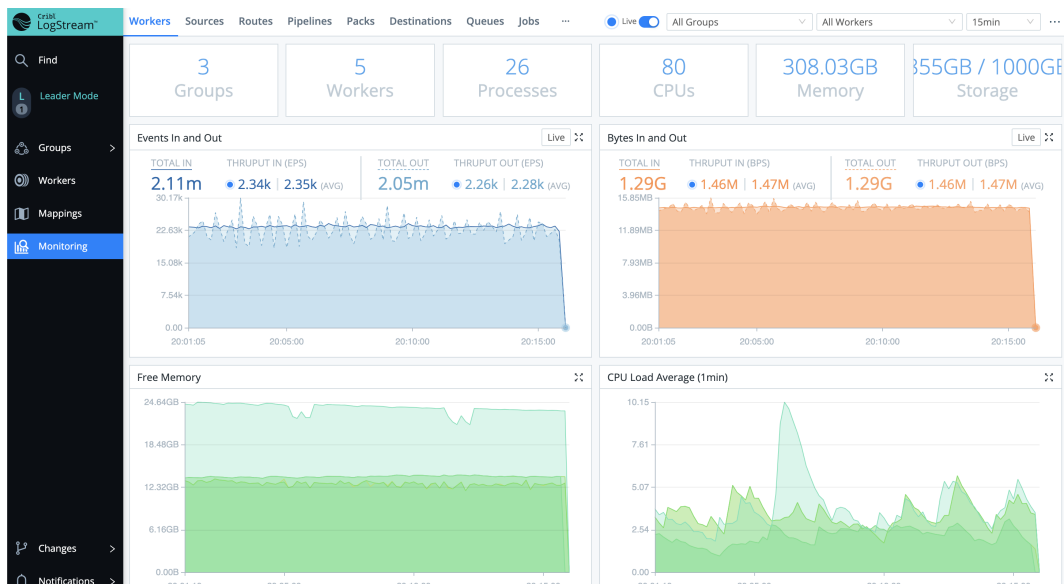 Cribl
LogStream™
Workers Sources Routes Pipelines Packs Destinations Queues Jobs ···
Live All Groups All Workers 15min ···
Find
L Leader Mode
1
Groups
Workers
Mappings
Monitoring
Changes
Notifications
3
Groups
5
Workers
26
Processes
80
CPUs
308.03GB
Memory
355GB / 1000GB
Storage
Events In and Out Live
TOTAL IN THRUPUT IN (EPS) TOTAL OUT THRUPUT OUT (EPS)
2.11m 2.34k 2.35k (AVG) 2.05m 2.26k 2.28k (AVG)
30.17k
22.63k
15.08k
7.54k
0.00
20:01:05 20:05:00 20:10:00 20:15:00
Bytes In and Out Live
TOTAL IN THRUPUT IN (BPS) TOTAL OUT THRUPUT OUT (BPS)
1.29G 1.46M 1.47M (AVG) 1.29G 1.46M 1.47M (AVG)
15.85MB
11.89MB
7.93MB
3.96MB
0.00B
20:01:05 20:05:00 20:10:00 20:15:00
Free Memory
24.64GB
18.48GB
12.32GB
6.16GB
0.00B
CPU Load Average (1min)
10.15
7.61
5.07
2.54
0.00